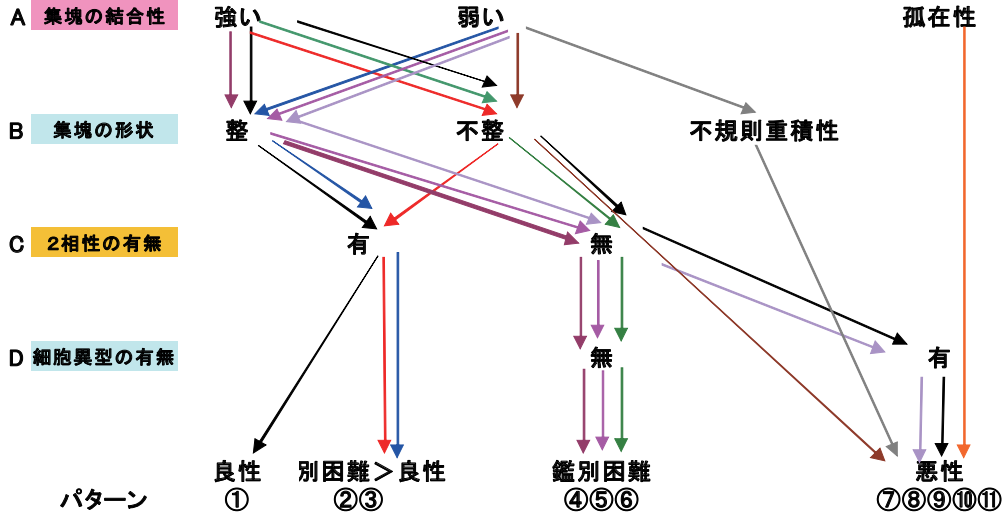 A 集塊の結合性 強い 弱い 孤在性
B 集塊の形状 整 不整 不規則重積性
C 2相性の有無 有 無
D 細胞異型の有無 無 有
良性 別困難＞良性 鑑別困難 悪性
パターン ① ②③ ④⑤⑥ ⑦⑧⑨⑩⑪